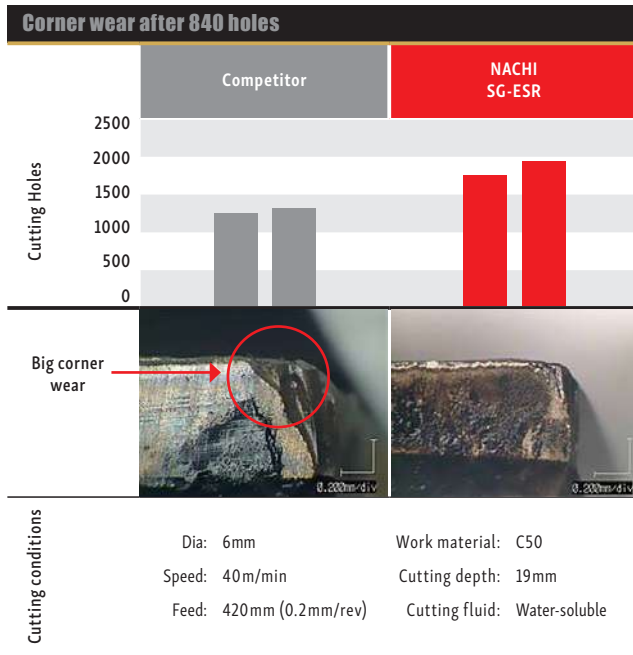 Corner wear after 840 holes
Competitor
NACHI
SG-ESR
Cutting Holes
2500
2000
1500
1000
500
0
Big corner
wear
0.200mm/div
0.200mm/div
Cutting conditions
Dia: 6mm
Work material: C50
Speed: 40m/min
Cutting depth: 19mm
Feed: 420mm (0.2mm/rev)
Cutting fluid: Water-soluble